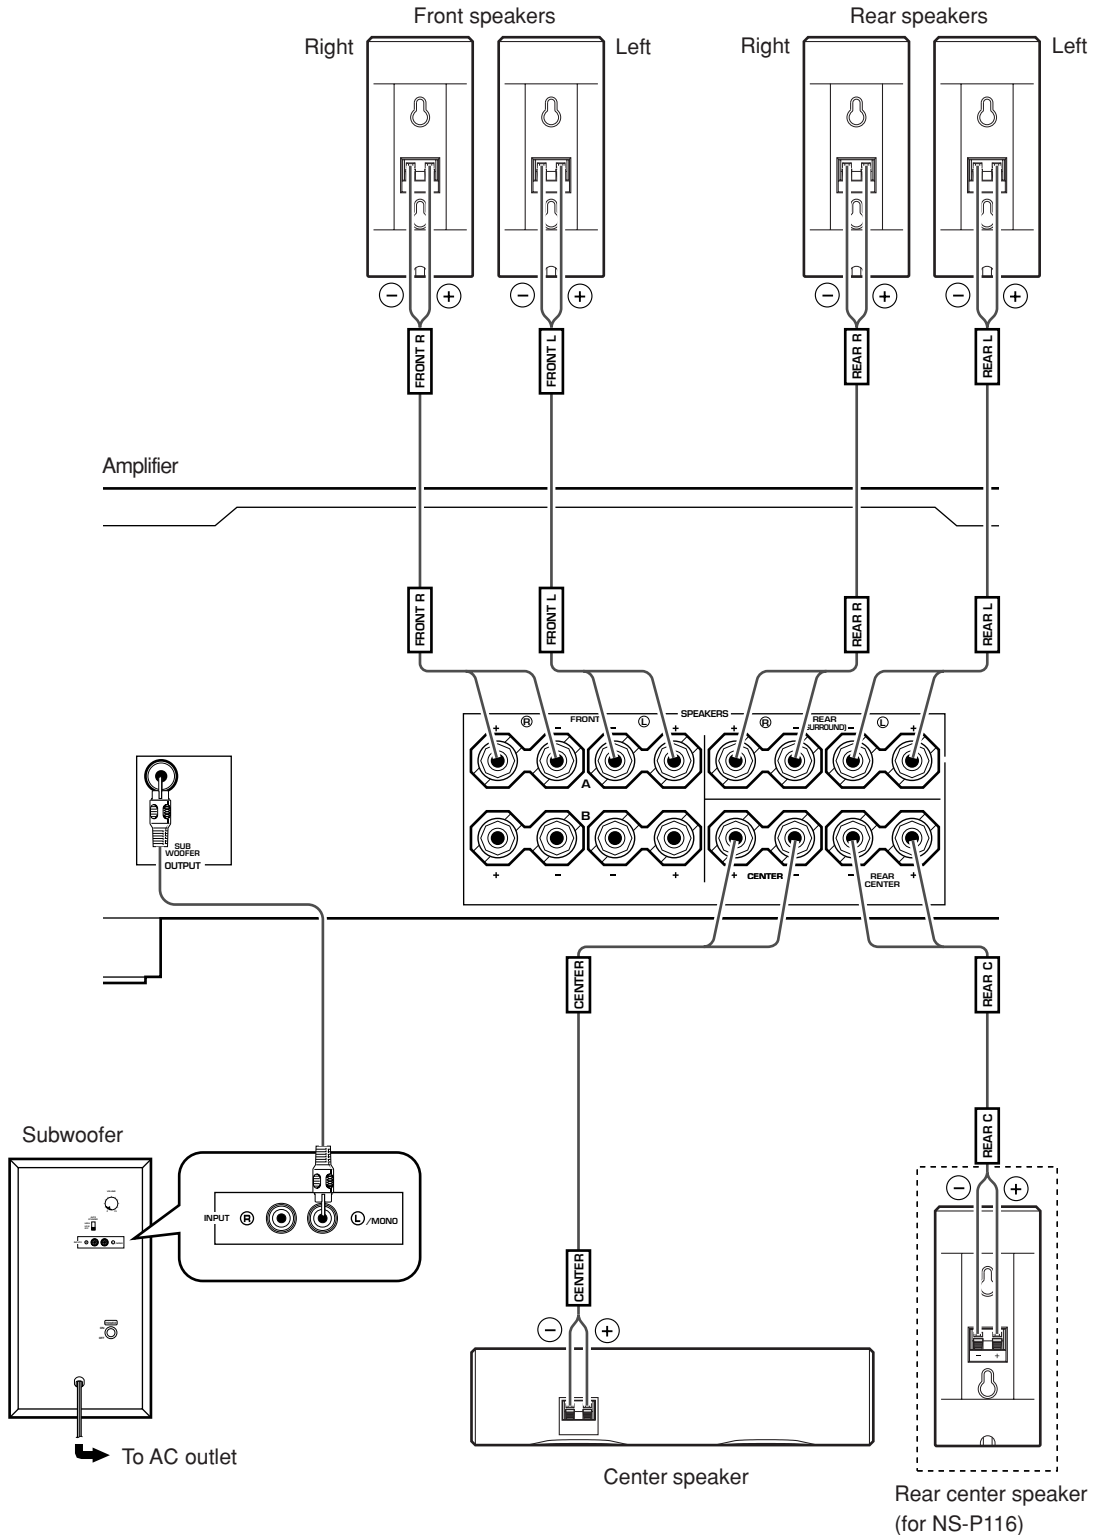 Front speakers
Rear speakers
Right
Left
Right
Left
− + − + − + − +
FRONT R
FRONT L
REAR R
REAR L
Amplifier
FRONT R
FRONT L
REAR R
REAR L
SPEAKERS
+ R − FRONT − L + + R − REAR (SURROUND) − L +
A
B
+ − − + + CENTER − − REAR CENTER +
SUB
WOOFER
OUTPUT
CENTER
REAR C
Subwoofer
INPUT R L /MONO
REAR C
− +
CENTER
− +
− +
To AC outlet
Center speaker
Rear center speaker
(for NS-P116)